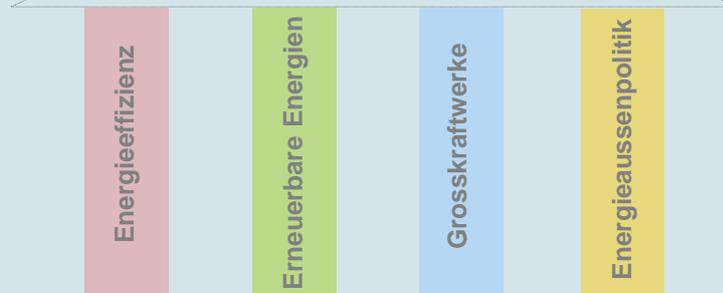 Energieeffizienz
Erneuerbare Energien
Grosskraftwerke
Energieaussenpolitik